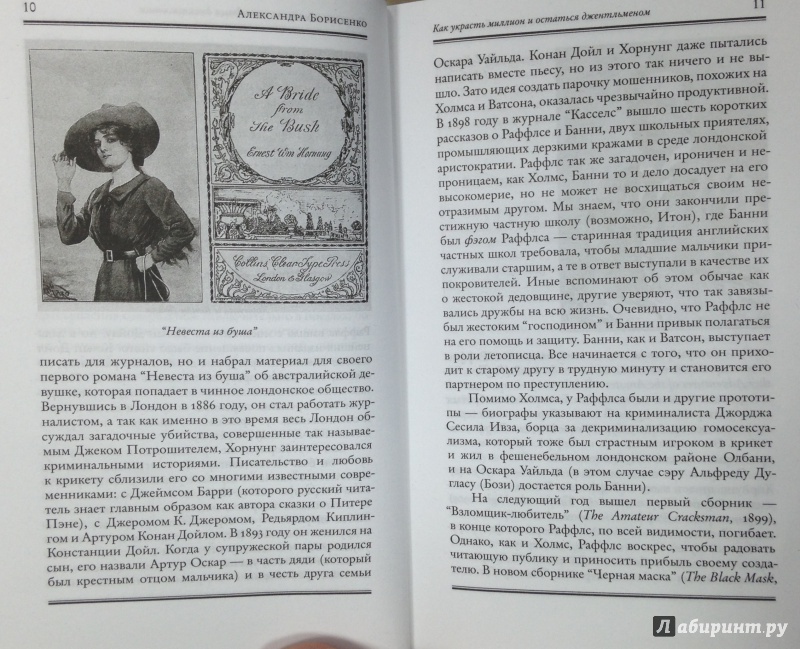 10
Александра Борисенко
A Bride
from
The Bush
Ernest Wm Hornung
Collins' Clear-Type Press
London & Glasgow
“Невеста из буша”
писать для журналов, но и набрал материал для своего
первого романа “Невеста из буша” об австралийской де-
вушке, которая попадает в чинное лондонское общество.
Вернувшись в Лондон в 1886 году, он стал работать жур-
налистом, а так как именно в это время весь Лондон об-
суждал загадочные убийства, совершенные так называе-
мым Джеком Потрошителем, Хорнунг заинтересовался
криминальными историями. Писательство и любовь
к крикету сблизили его со многими известными совре-
менниками: с Джеймсом Барри (которого русский чита-
тель знает главным образом как автора сказки о Питере
Пэне), с Джеромом К. Джеромом, Редьярдом Киплин-
гом и Артуром Конан Дойлом. В 1893 году он женился на
Констанции Дойл. Когда у супружеской пары родился
сын, его назвали Артур Оскар — в часть дяди (который
был крестным отцом мальчика) и в честь друга семьи
Как украсть миллион и остаться джентльменом
11
Оскара Уайльда. Конан Дойл и Хорнунг даже пытались
написать вместе пьесу, но из этого так ничего и не вы-
шло. Зато идея создать парочку мошенников, похожих на
Холмса и Ватсона, оказалась чрезвычайно продуктивной.
В 1898 году в журнале “Касселс” вышло шесть коротких
рассказов о Раффлсе и Банни, двух школьных приятелях,
промышляющих дерзкими кражами в среде лондонской
аристократии. Раффлс так же загадочен, ироничен и не-
проницаем, как Холмс, Банни то и дело досадует на его
высокомерие, но не может не восхищаться своим не-
отразимым другом. Мы знаем, что они закончили пре-
стижную частную школу (возможно, Итон), где Банни
был фэгом Раффлса — старинная традиция английских
частных школ требовала, чтобы младшие мальчики при-
служивали старшим, а те в ответ выступали в качестве их
покровителей. Иные вспоминают об этом обычае как
о жестокой дедовщине, другие уверяют, что так завязы-
вались дружбы на всю жизнь. Очевидно, что Раффлс не
был жестоким “господином” и Банни привык полагаться
на его помощь и защиту. Банни, как и Ватсон, выступает
в роли летописца. Все начинается с того, что он прихо-
дит к старому другу в трудную минуту и становится его
партнером по преступлению.
Помимо Холмса, у Раффлса были и другие прототи-
пы — биографы указывают на криминалиста Джорджа
Сесила Ивза, борца за декриминализацию гомосексуа-
лизма, который тоже был страстным игроком в крикет
и жил в фешенебельном лондонском районе Олбани,
и на Оскара Уайльда (в этом случае сэру Альфреду Ду-
гласу (Бози) достается роль Банни).
На следующий год вышел первый сборник —
“Взломщик-любитель” (The Amateur Cracksman, 1899),
в конце которого Раффлс, по всей видимости, погибает.
Однако, как и Холмс, Раффлс воскрес, чтобы радовать
читающую публику и приносить прибыль своему созда-
телю. В новом сборнике “Черная маска” (The Black Mask,
Лабиринт.ру